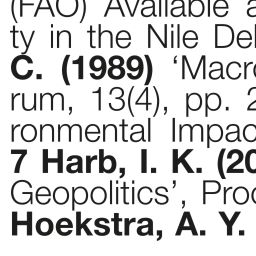 (FAO) Available a
ty in the Nile Del
C. (1989) ‘Macro
rum, 13(4), pp. 2
ronmental Impac
7 Harb, I. K. (20
Geopolitics’, Proc
Hoekstra, A. Y.